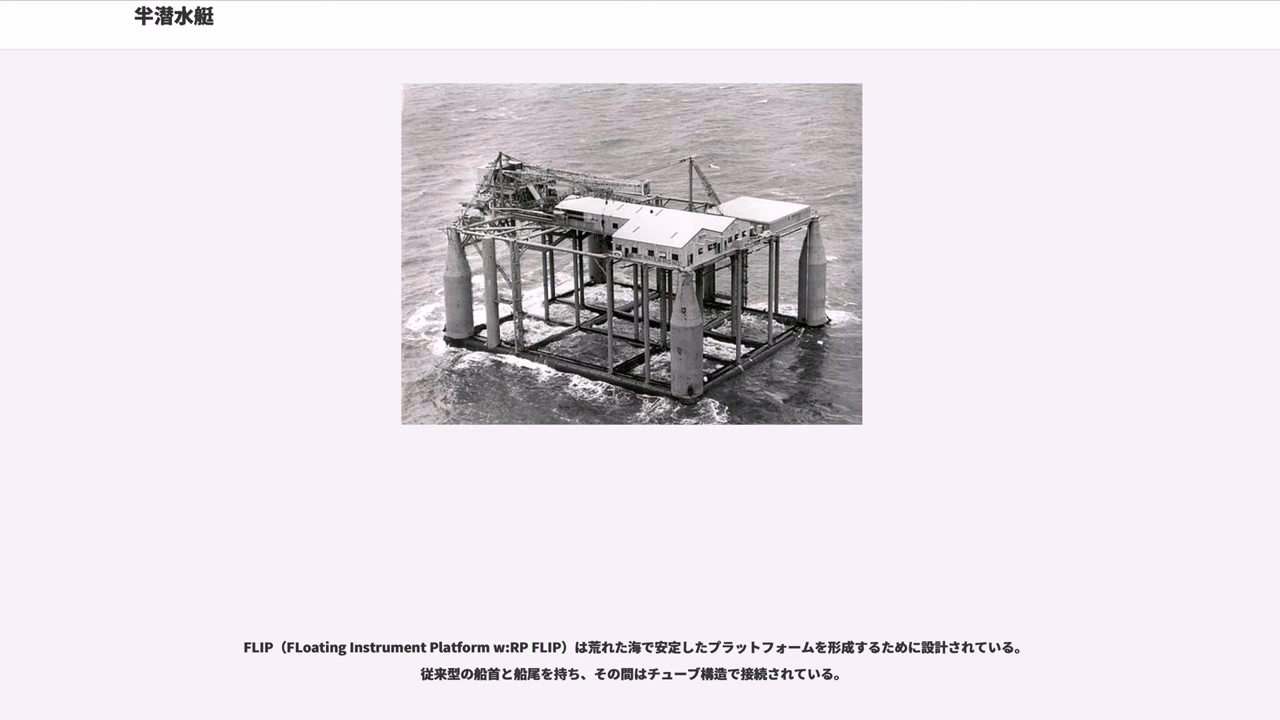 半潜水艇
FLIP（FLoating Instrument Platform w:RP FLIP）は荒れた海で安定したプラットフォームを形成するために設計されている。
従来型の船首と船尾を持ち、その間はチューブ構造で接続されている。